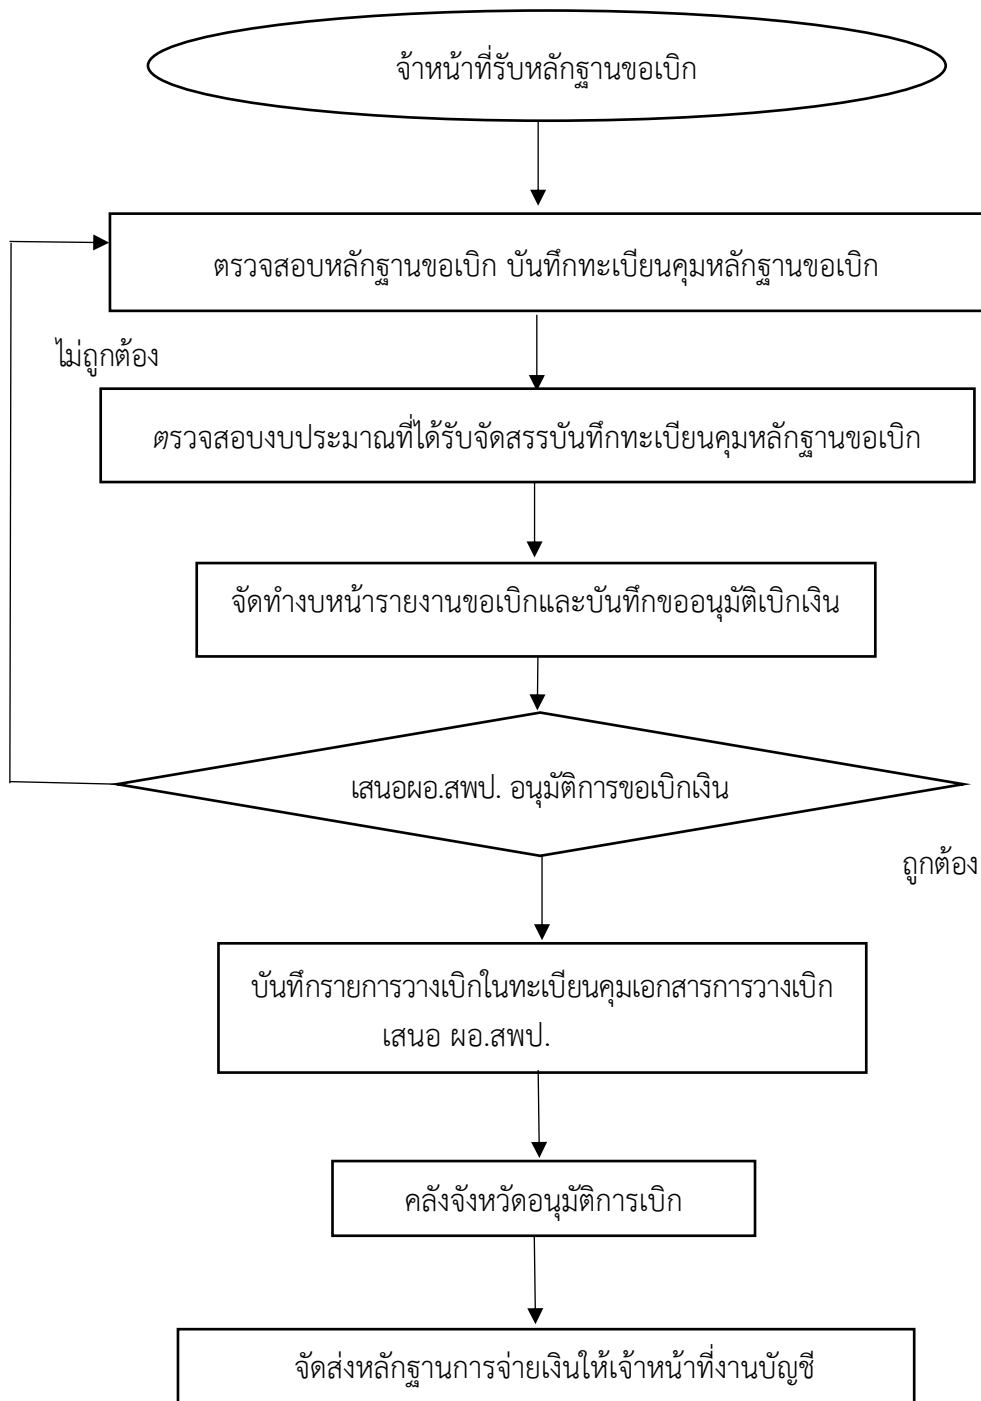 จ้าหน้าที่รับหลักฐานขอเบิก
ตรวจสอบหลักฐานขอเบิก บันทึกทะเบียนคุมหลักฐานขอเบิก
ไม่ถูกต้อง
ตรวจสอบงบประมาณที่ได้รับจัดสรรบันทึกทะเบียนคุมหลักฐานขอเบิก
จัดทำงบหน้ารายงานขอเบิกและบันทึกขออนุมัติเบิกเงิน
เสนอผอ.สพป. อนุมัติการขอเบิกเงิน
ถูกต้อง
บันทึกรายการวางเบิกในทะเบียนคุมเอกสารการวางเบิก
เสนอ ผอ.สพป.
คลังจังหวัดอนุมัติการเบิก
จัดส่งหลักฐานการจ่ายเงินให้เจ้าหน้าที่งานบัญชี